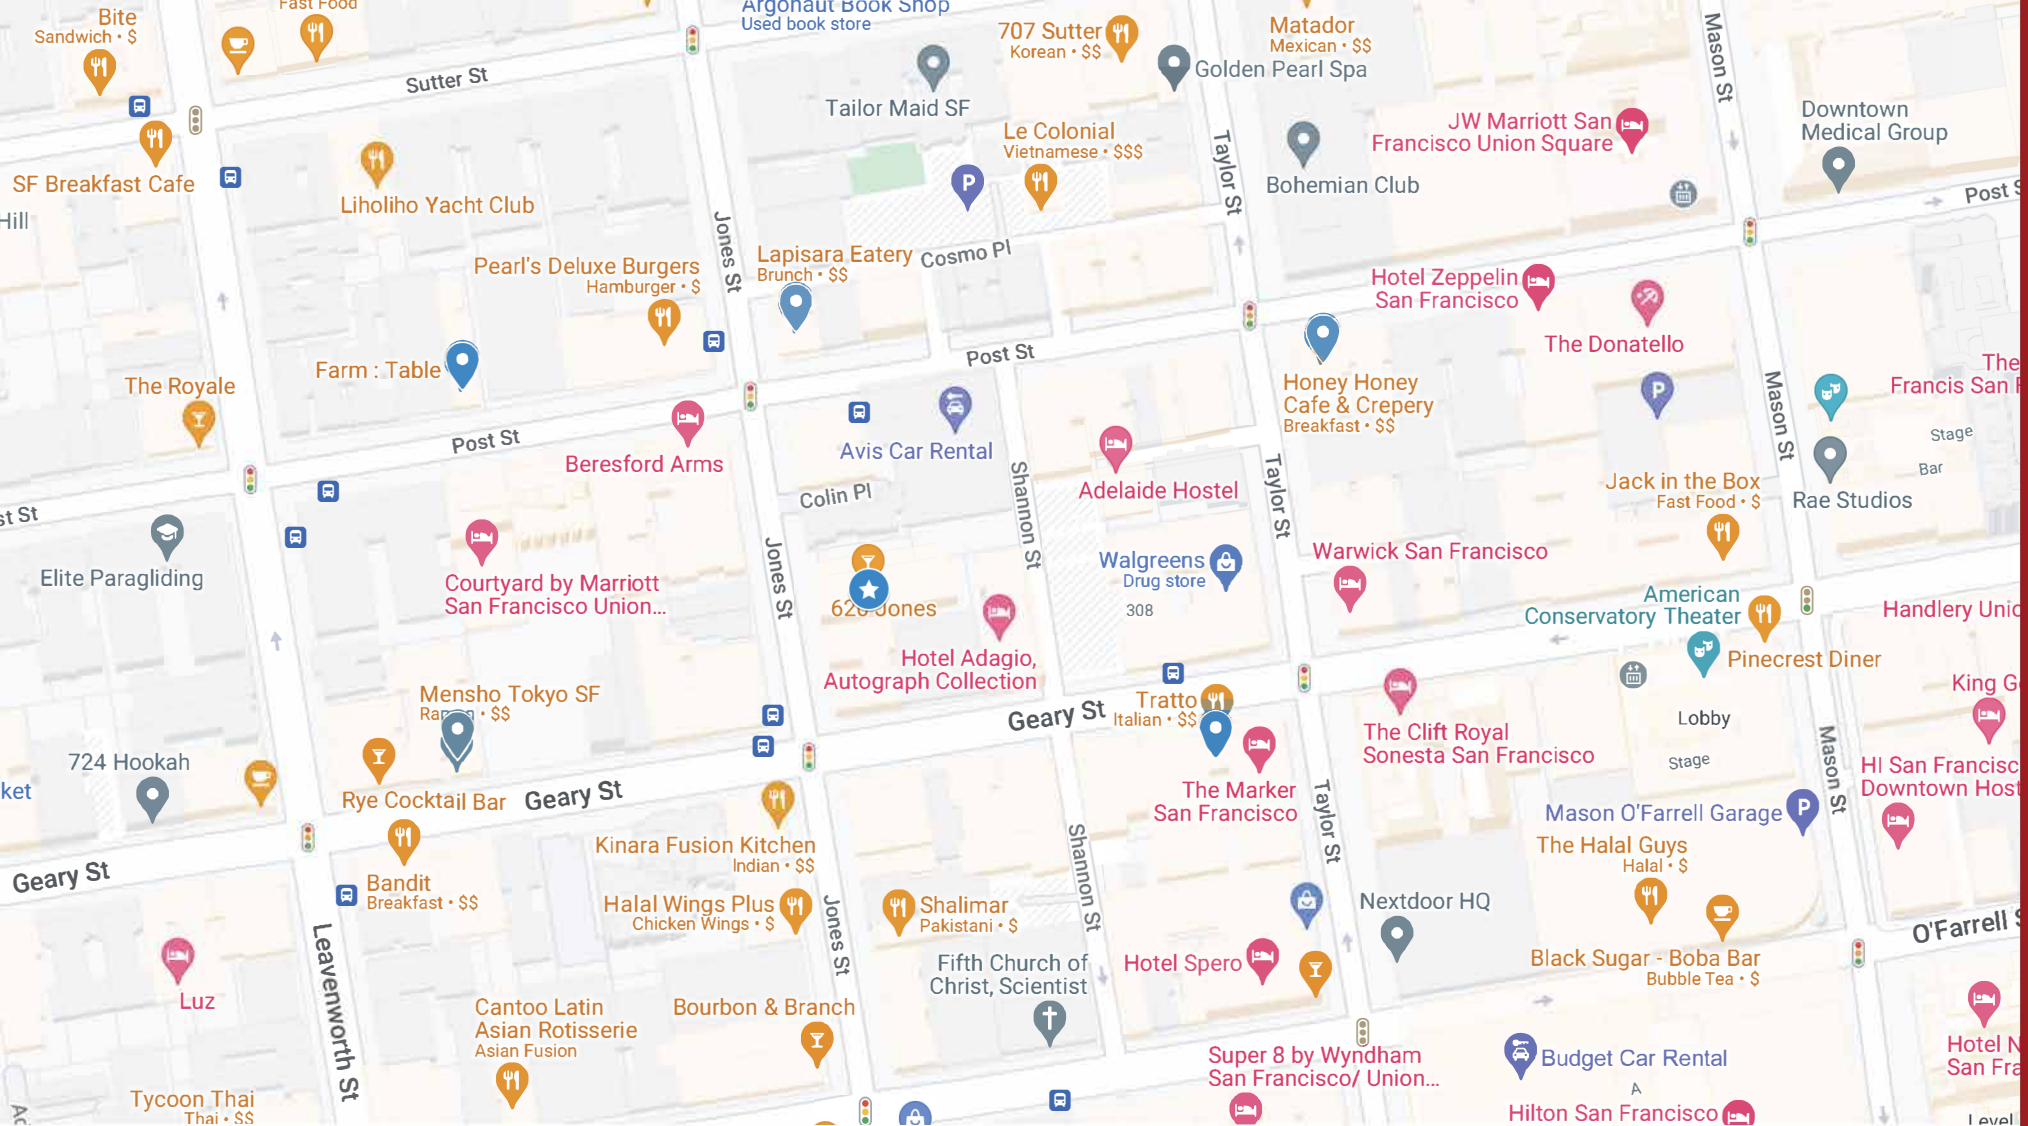 Bite
Sandwich • $
Fast Food
Argonaut Book Shop
Used book store
707 Sutter
Korean • $$
Matador
Mexican • $$
Golden Pearl Spa
Mason St
Sutter St
Tailor Maid SF
Le Colonial
Vietnamese • $$$
Taylor St
JW Marriott San
Francisco Union Square
Downtown
Medical Group
SF Breakfast Cafe
Liholiho Yacht Club
Bohemian Club
Post S
Hill
Jones St
Lapisara Eatery
Brunch • $$
Cosmo Pl
Pearl's Deluxe Burgers
Hamburger • $
Hotel Zeppelin
San Francisco
The Donatello
Farm : Table
Post St
The Royale
Honey Honey
Cafe & Crepery
Breakfast • $$
Mason St
The
Francis San F
Stage
Bar
Post St
Beresford Arms
Avis Car Rental
Colin Pl
Shannon St
Adelaide Hostel
Taylor St
Jack in the Box
Fast Food • $
Rae Studios
st St
Elite Paragliding
Courtyard by Marriott
San Francisco Union...
Jones St
620 Jones
Walgreens
Drug store
308
Warwick San Francisco
American
Conservatory Theater
Handlery Unio
Hotel Adagio,
Autograph Collection
Pinecrest Diner
Mensho Tokyo SF
Ramen • $$
Geary St
Tratto
Italian • $$
King G
Lobby
Stage
The Clift Royal
Sonesta San Francisco
Mason St
724 Hookah
ket
Rye Cocktail Bar
Geary St
The Marker
San Francisco
Taylor St
HI San Francisc
Downtown Host
Mason O'Farrell Garage
Kinara Fusion Kitchen
Indian • $$
Shannon St
The Halal Guys
Halal • $
Geary St
Bandit
Breakfast • $$
Halal Wings Plus
Chicken Wings • $
Jones St
Shalimar
Pakistani • $
Nextdoor HQ
O'Farrell S
Leavenworth St
Luz
Fifth Church of
Christ, Scientist
Hotel Spero
Black Sugar - Boba Bar
Bubble Tea • $
Cantoo Latin
Asian Rotisserie
Asian Fusion
Bourbon & Branch
Super 8 by Wyndham
San Francisco/ Union...
Budget Car Rental
A
Hotel N
San Fra
Tycoon Thai
Thai • $$
Hilton San Francisco
Level